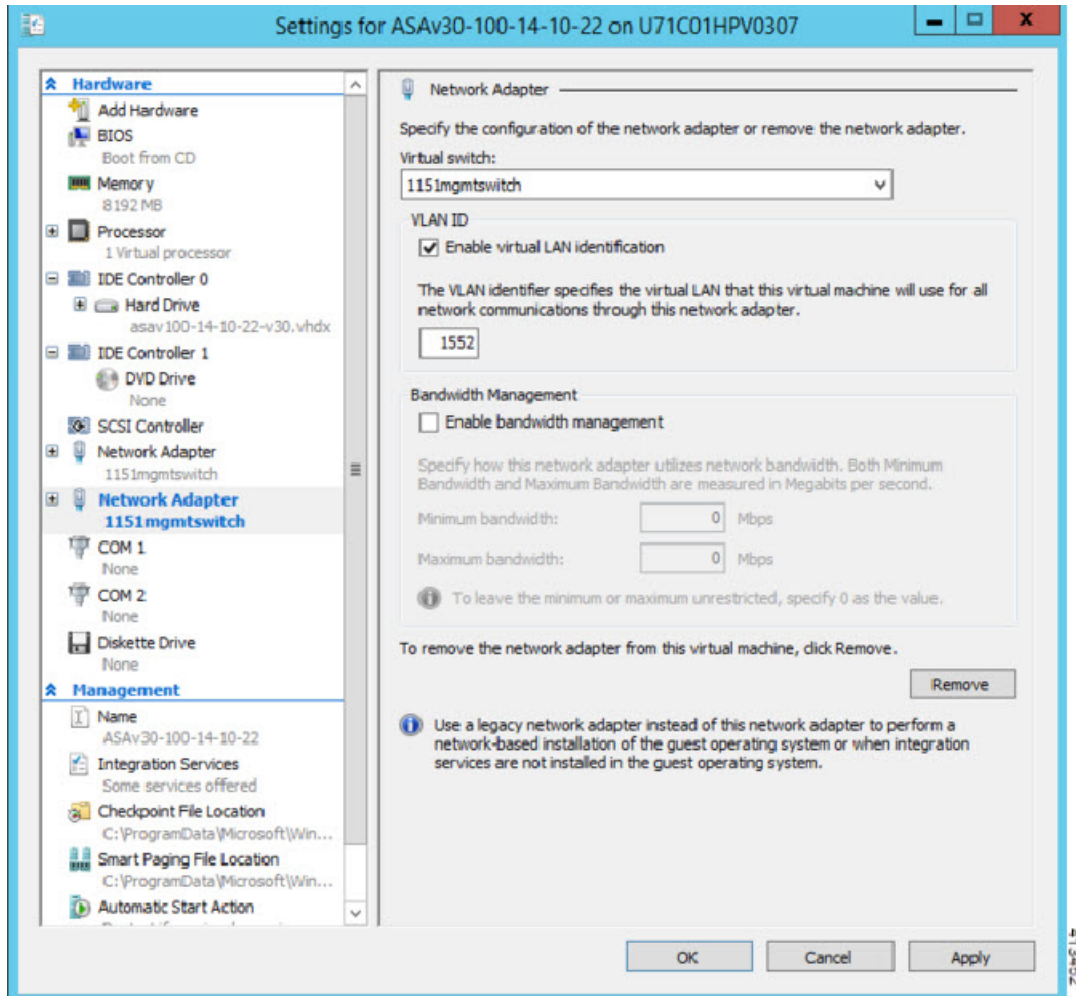 Settings for ASAv30-100-14-10-22 on U71C01HPV0307
Hardware
Add Hardware
BIOS
Boot from CD
Memory
8192 MB
Processor
1 Virtual processor
IDE Controller 0
Hard Drive
asav100-14-10-22-v30.vhdx
IDE Controller 1
DVD Drive
None
SCSI Controller
Network Adapter
1151mgmtswitch
Network Adapter
1151mgmtswitch
COM 1
None
COM 2
None
Diskette Drive
None
Management
Name
ASAv30-100-14-10-22
Integration Services
Some services offered
Checkpoint File Location
C:\ProgramData\Microsoft\Win...
Smart Paging File Location
C:\ProgramData\Microsoft\Win...
Automatic Start Action
Network Adapter
Specify the configuration of the network adapter or remove the network adapter.
Virtual switch:
1151mgmtswitch
VLAN ID
Enable virtual LAN identification
The VLAN identifier specifies the virtual LAN that this virtual machine will use for all
network communications through this network adapter.
1552
Bandwidth Management
Enable bandwidth management
Specify how this network adapter utilizes network bandwidth. Both Minimum
Bandwidth and Maximum Bandwidth are measured in Megabits per second.
Minimum bandwidth:
0 Mbps
Maximum bandwidth:
0 Mbps
To leave the minimum or maximum unrestricted, specify 0 as the value.
To remove the network adapter from this virtual machine, click Remove.
Remove
Use a legacy network adapter instead of this network adapter to perform a
network-based installation of the guest operating system or when integration
services are not installed in the guest operating system.
OK
Cancel
Apply